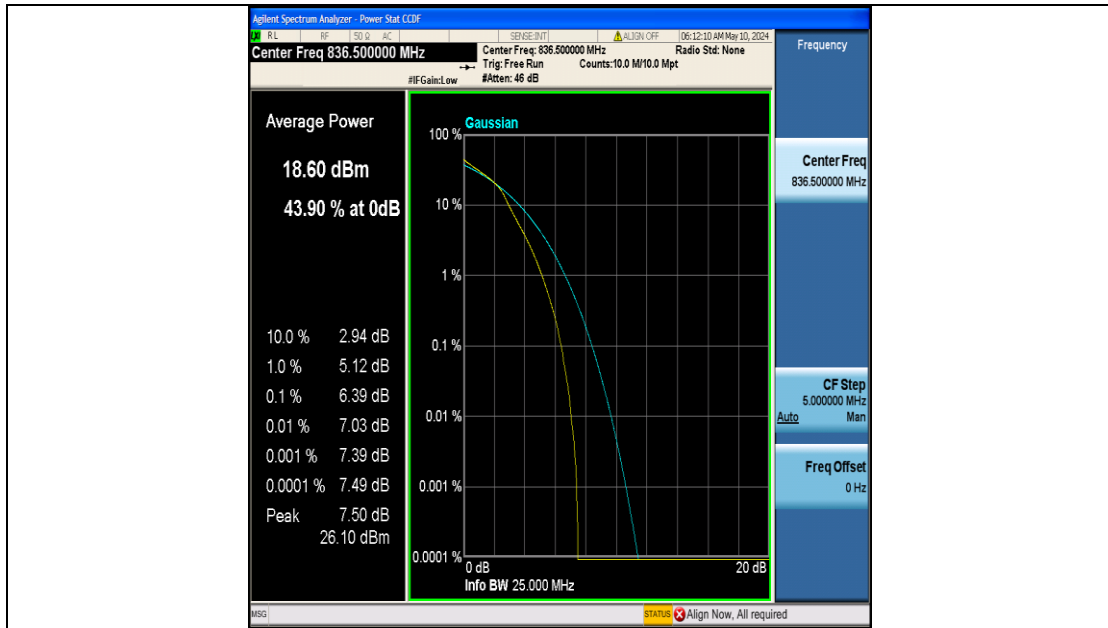 Agilent Spectrum Analyzer - Power Stat CCDF
RL RF 50 Ω AC SENSE:INT ALIGN OFF 06:12:10 AM May 10, 2024
Center Freq 836.500000 MHz
Center Freq: 836.500000 MHz Radio Std: None
Trig: Free Run Counts:10.0 M/10.0 Mpt
#IFGain:Low #Atten: 46 dB
Frequency
Average Power
18.60 dBm
43.90 % at 0dB
10.0 % 2.94 dB
1.0 % 5.12 dB
0.1 % 6.39 dB
0.01 % 7.03 dB
0.001 % 7.39 dB
0.0001 % 7.49 dB
Peak 7.50 dB
26.10 dBm
Gaussian
100 %
10 %
1 %
0.1 %
0.01 %
0.001 %
0.0001 %
0 dB 20 dB
Info BW 25.000 MHz
Center Freq
836.500000 MHz
CF Step
5.000000 MHz
Auto Man
Freq Offset
0 Hz
MSG STATUS Align Now, All required